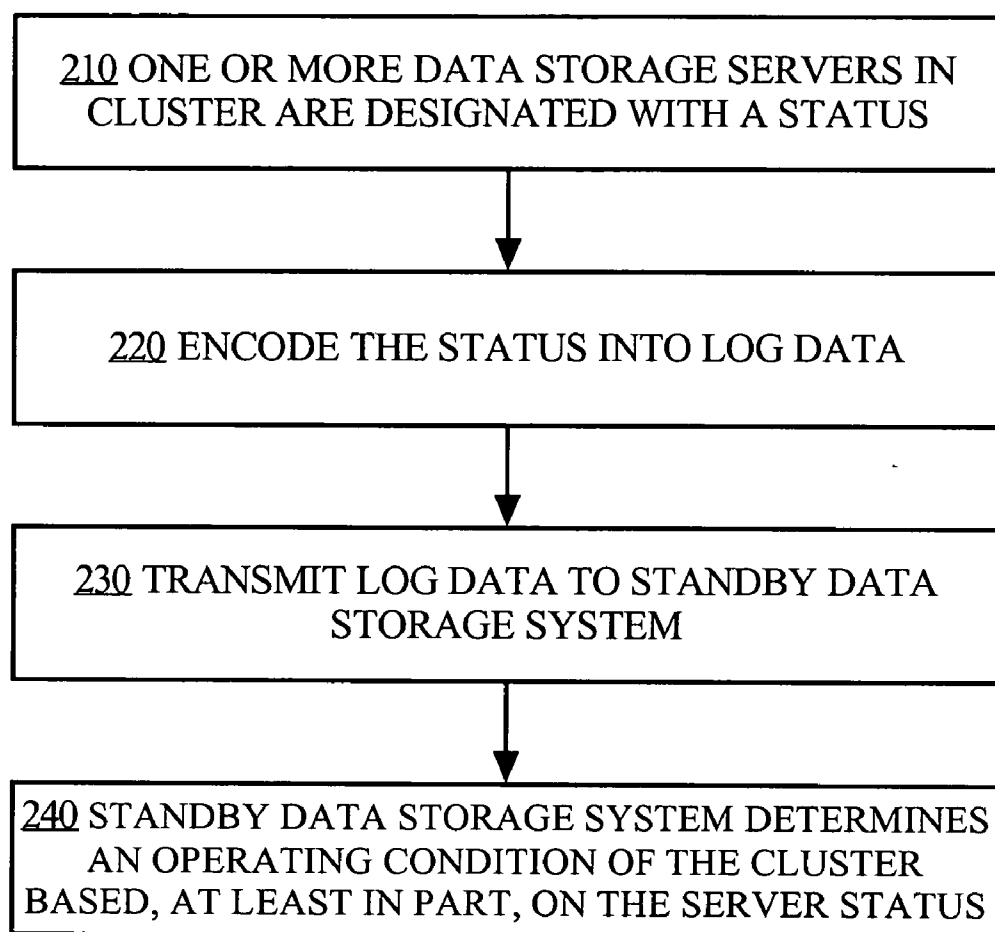 210 ONE OR MORE DATA STORAGE SERVERS IN
CLUSTER ARE DESIGNATED WITH A STATUS
220 ENCODE THE STATUS INTO LOG DATA
230 TRANSMIT LOG DATA TO STANDBY DATA
STORAGE SYSTEM
240 STANDBY DATA STORAGE SYSTEM DETERMINES
AN OPERATING CONDITION OF THE CLUSTER
BASED, AT LEAST IN PART, ON THE SERVER STATUS